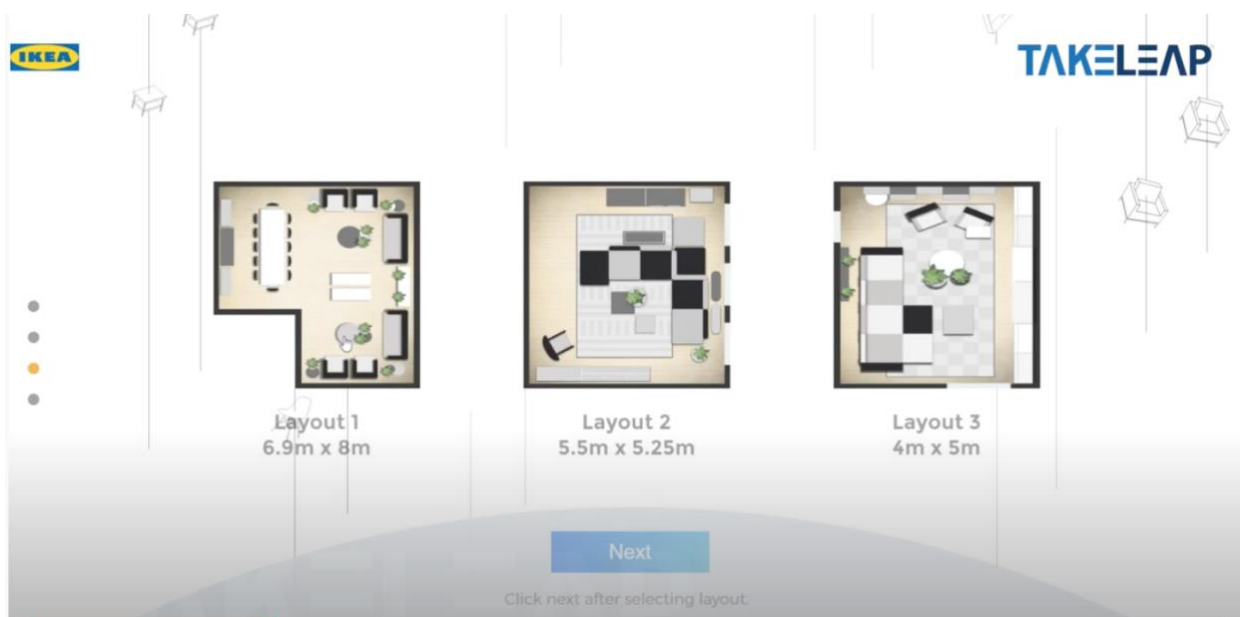 IKEA
TAKELEAP
Layout 1
6.9m x 8m
Layout 2
5.5m x 5.25m
Layout 3
4m x 5m
Next
Click next after selecting layout.